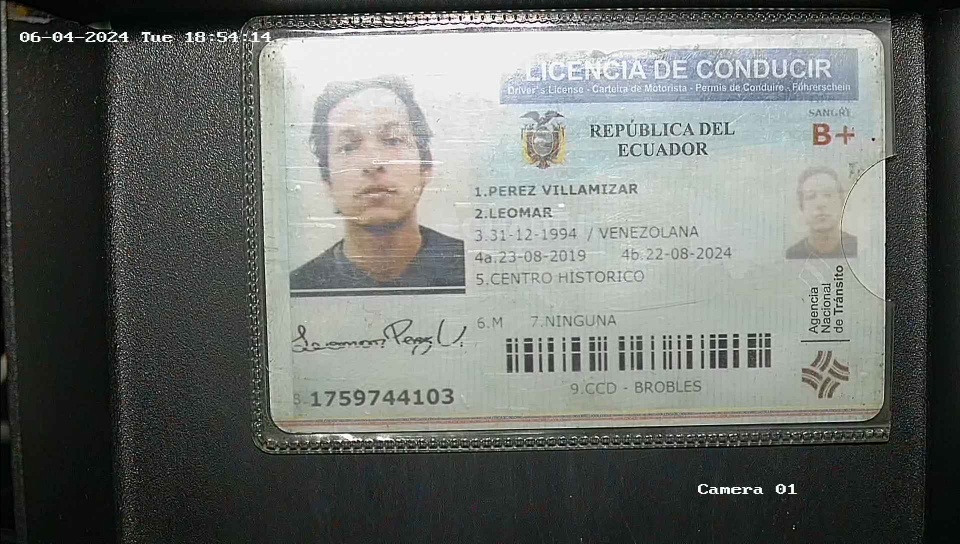 06-04-2024 Tue 18:54:14
LICENCIA DE CONDUCIR
Driver's License - Carteira de Motorista - Permis de Conduire - Führerschein
REPÚBLICA DEL
ECUADOR
SANGRE
B+
1.PEREZ VILLAMIZAR
2.LEOMAR
3.31-12-1994 / VENEZOLANA
4a.23-08-2019 4b.22-08-2024
5.CENTRO HISTORICO
6.M 7.NINGUNA
9.CCD - BROBLES
1759744103
Agencia
Nacional
de Tránsito
Camera 01